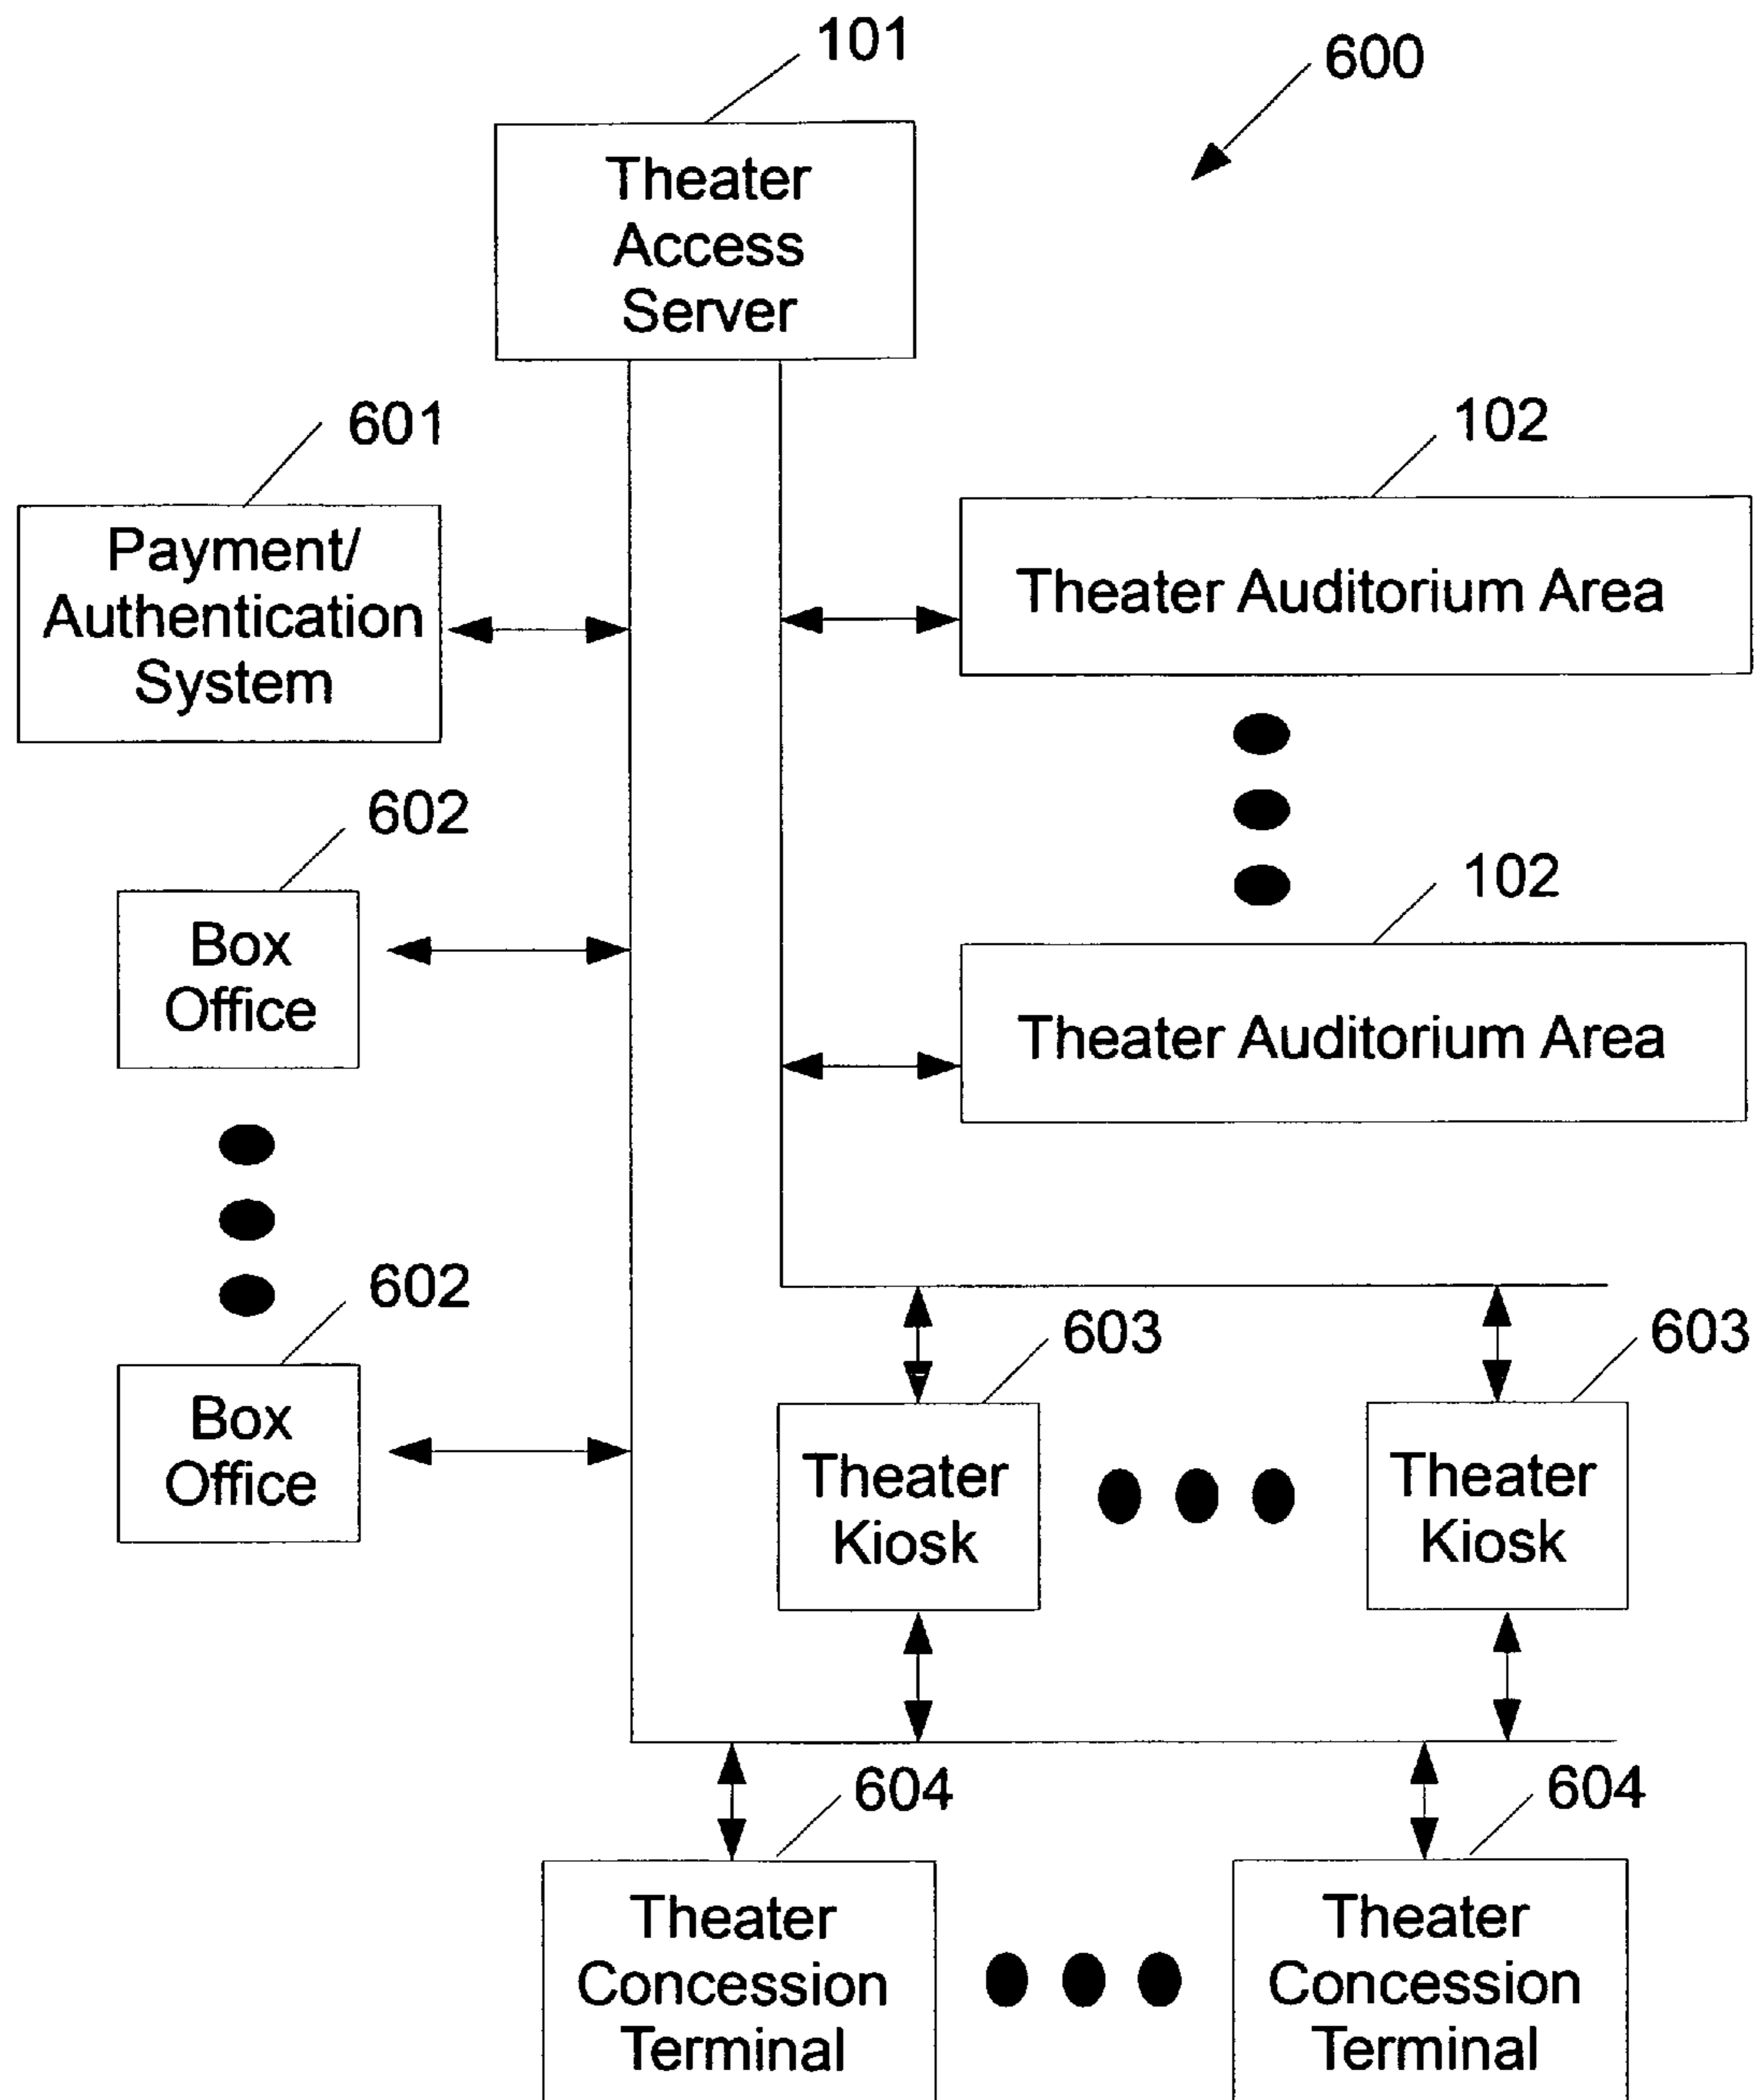 101
600
Theater
Access
Server
601
102
Payment/
Authentication
System
Theater Auditorium Area
602
102
Box
Office
Theater Auditorium Area
602
603
603
Box
Office
Theater
Kiosk
Theater
Kiosk
604
604
Theater
Concession
Terminal
Theater
Concession
Terminal